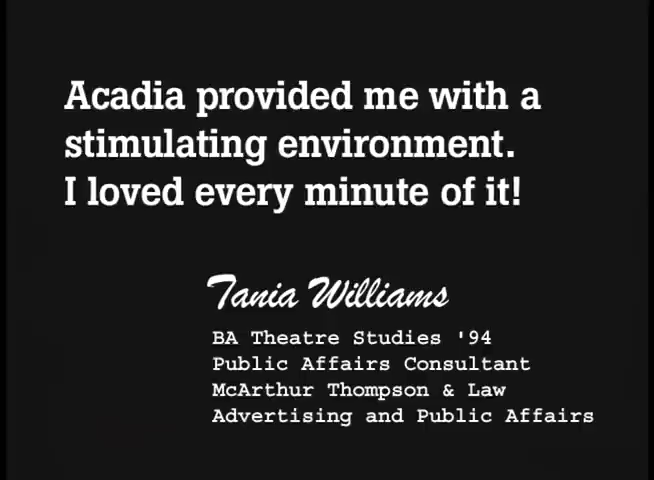 Acadia provided me with a
stimulating environment.
I loved every minute of it!
Tania Williams
BA Theatre Studies '94
Public Affairs Consultant
McArthur Thompson & Law
Advertising and Public Affairs